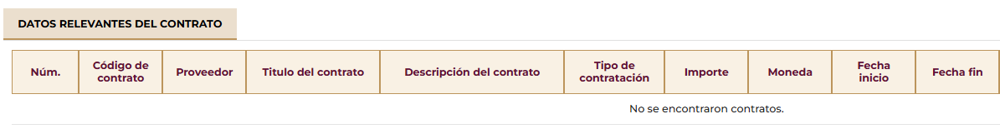 DATOS RELEVANTES DEL CONTRATO
Núm.
Código de
contrato
Proveedor
Titulo del contrato
Descripción del contrato
Tipo de
contratación
Importe
Moneda
Fecha
inicio
Fecha fin
No se encontraron contratos.